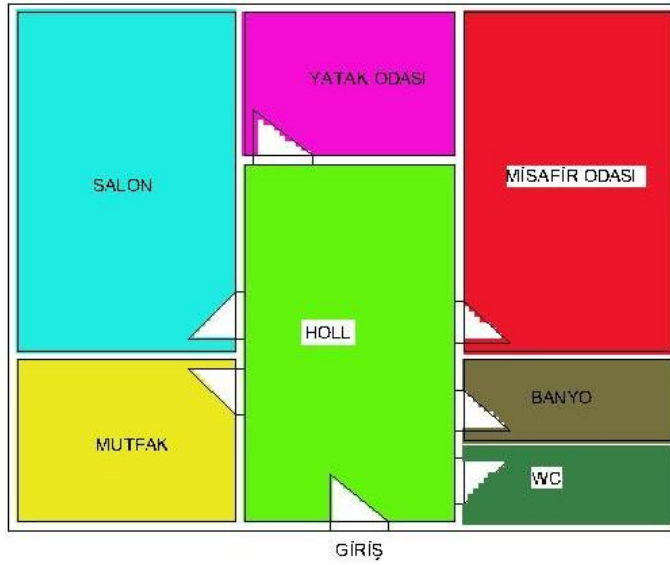 YATAK ODASI
SALON
MİSAFİR ODASI
HOLL
MUTFAK
BANYO
WC
GİRİŞ